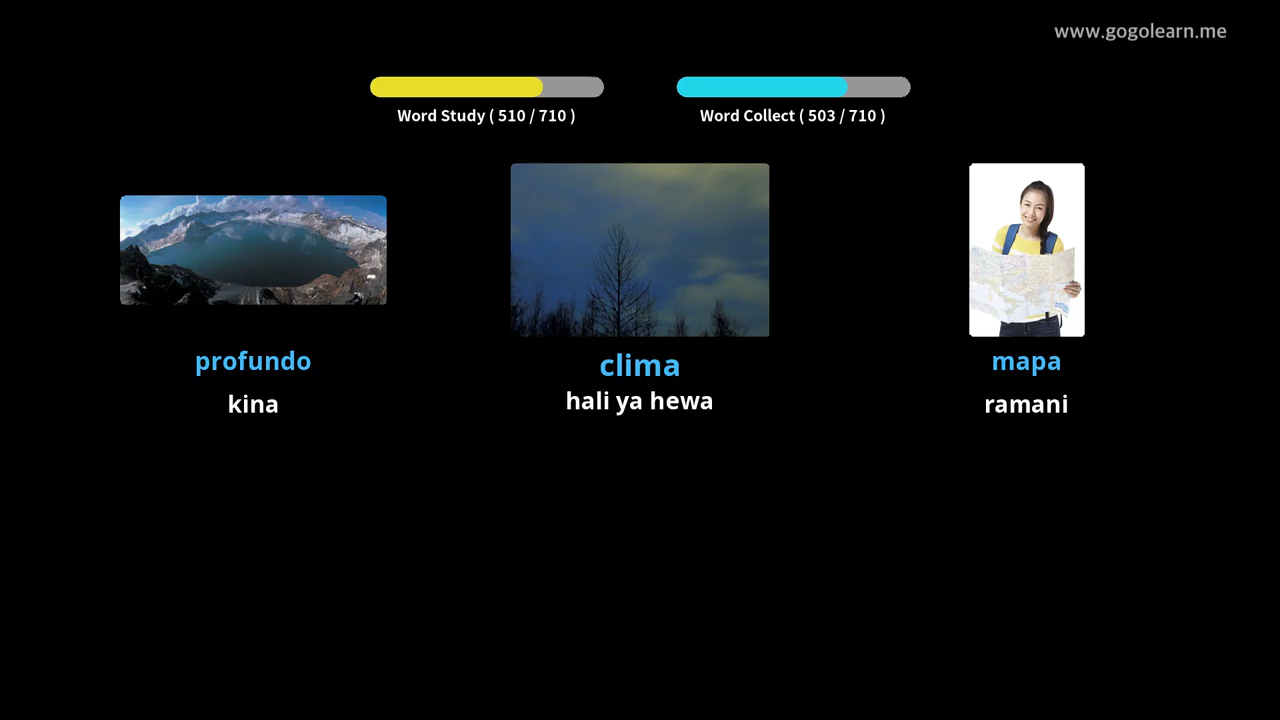 www.gogolearn.me
Word Study ( 510 / 710 )
Word Collect ( 503 / 710 )
profundo
kina
clima
hali ya hewa
mapa
ramani